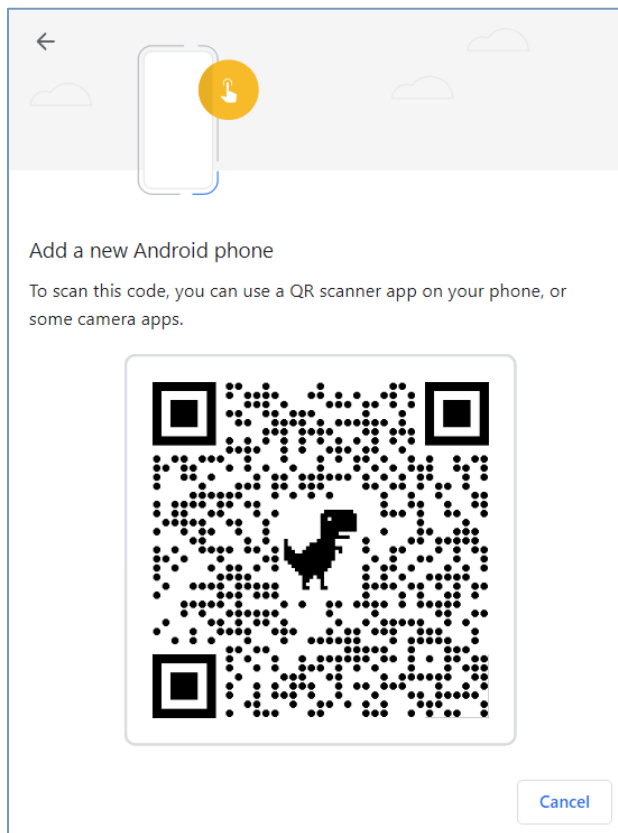 Add a new Android phone
To scan this code, you can use a QR scanner app on your phone, or
some camera apps.
Cancel